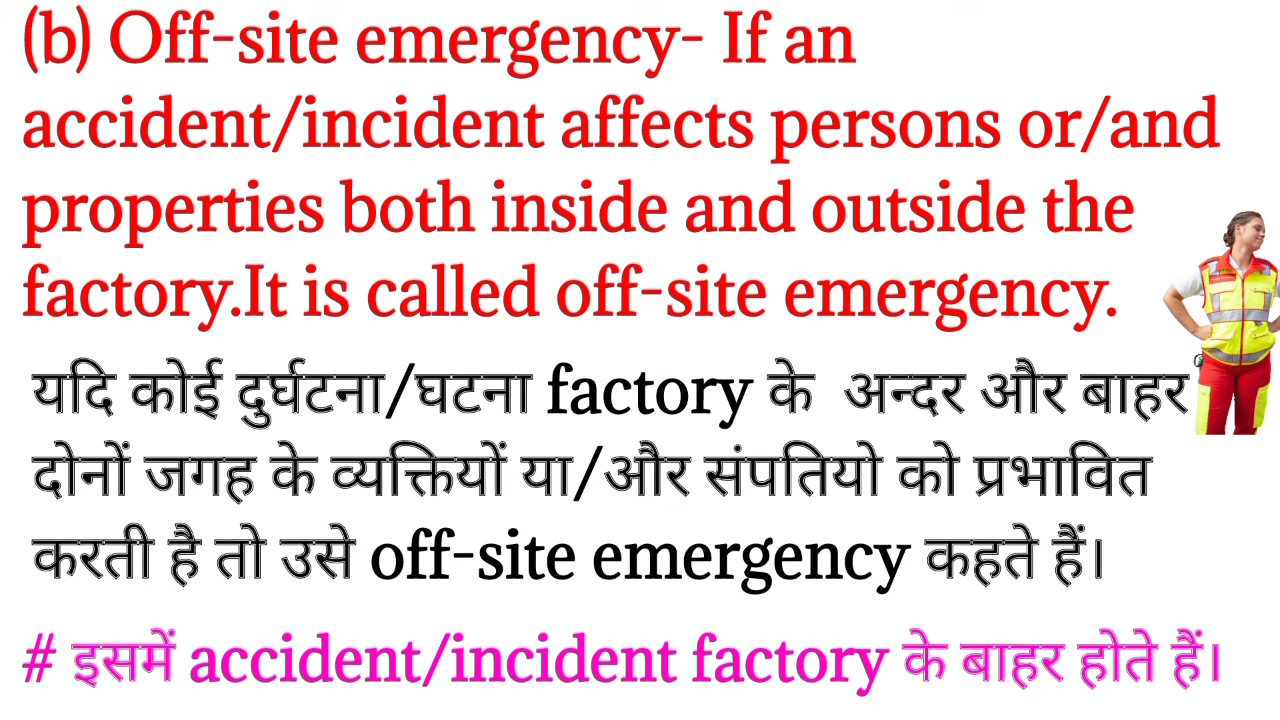 (b) Off-site emergency- If an
accident/incident affects persons or/and
properties both inside and outside the
factory.It is called off-site emergency.
यदि कोई दुर्घटना/घटना factory के अन्दर और बाहर
दोनों जगह के व्यक्तियों या/और संपतियो को प्रभावित
करती है तो उसे off-site emergency कहते हैं।
# इसमें accident/incident factory के बाहर होते हैं।